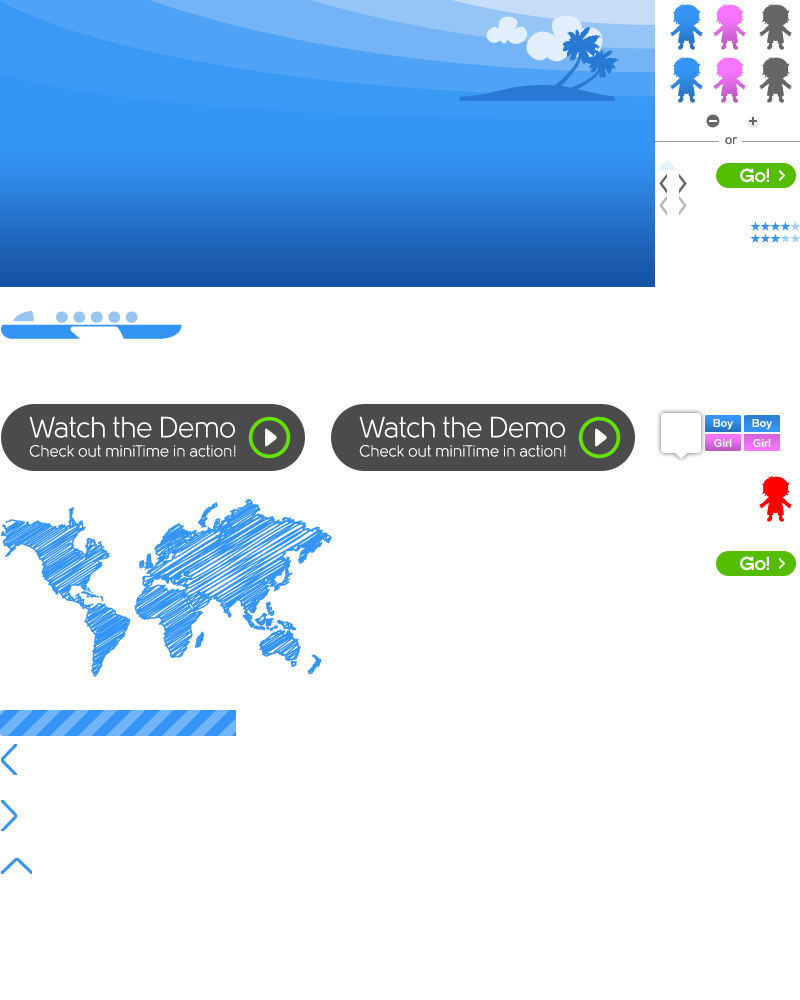 or
Go!
Watch the Demo
Check out miniTime in action!
Watch the Demo
Check out miniTime in action!
Boy
Boy
Girl
Girl
Go!